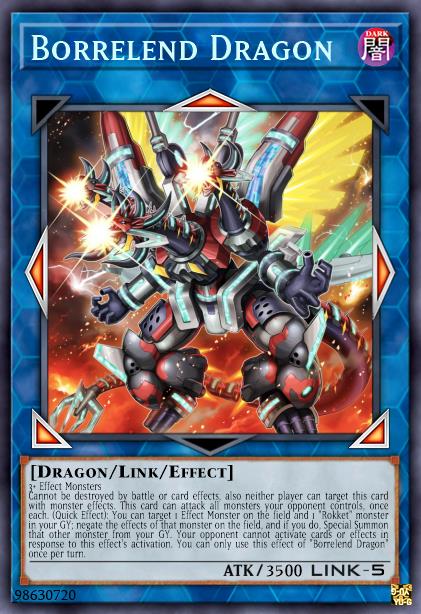 BORRELEND DRAGON
DARK
闇
[DRAGON/LINK/EFFECT]
3+ Effect Monsters
Cannot be destroyed by battle or card effects, also neither player can target this card
with monster effects. This card can attack all monsters your opponent controls, once
each. (Quick Effect): You can target 1 Effect Monster on the field and 1 "Rokket" monster
in your GY; negate the effects of that monster on the field, and if you do, Special Summon
that other monster from your GY. Your opponent cannot activate cards or effects in
response to this effect's activation. You can only use this effect of "Borrelend Dragon"
once per turn.
ATK/3500 LINK-5
98630720